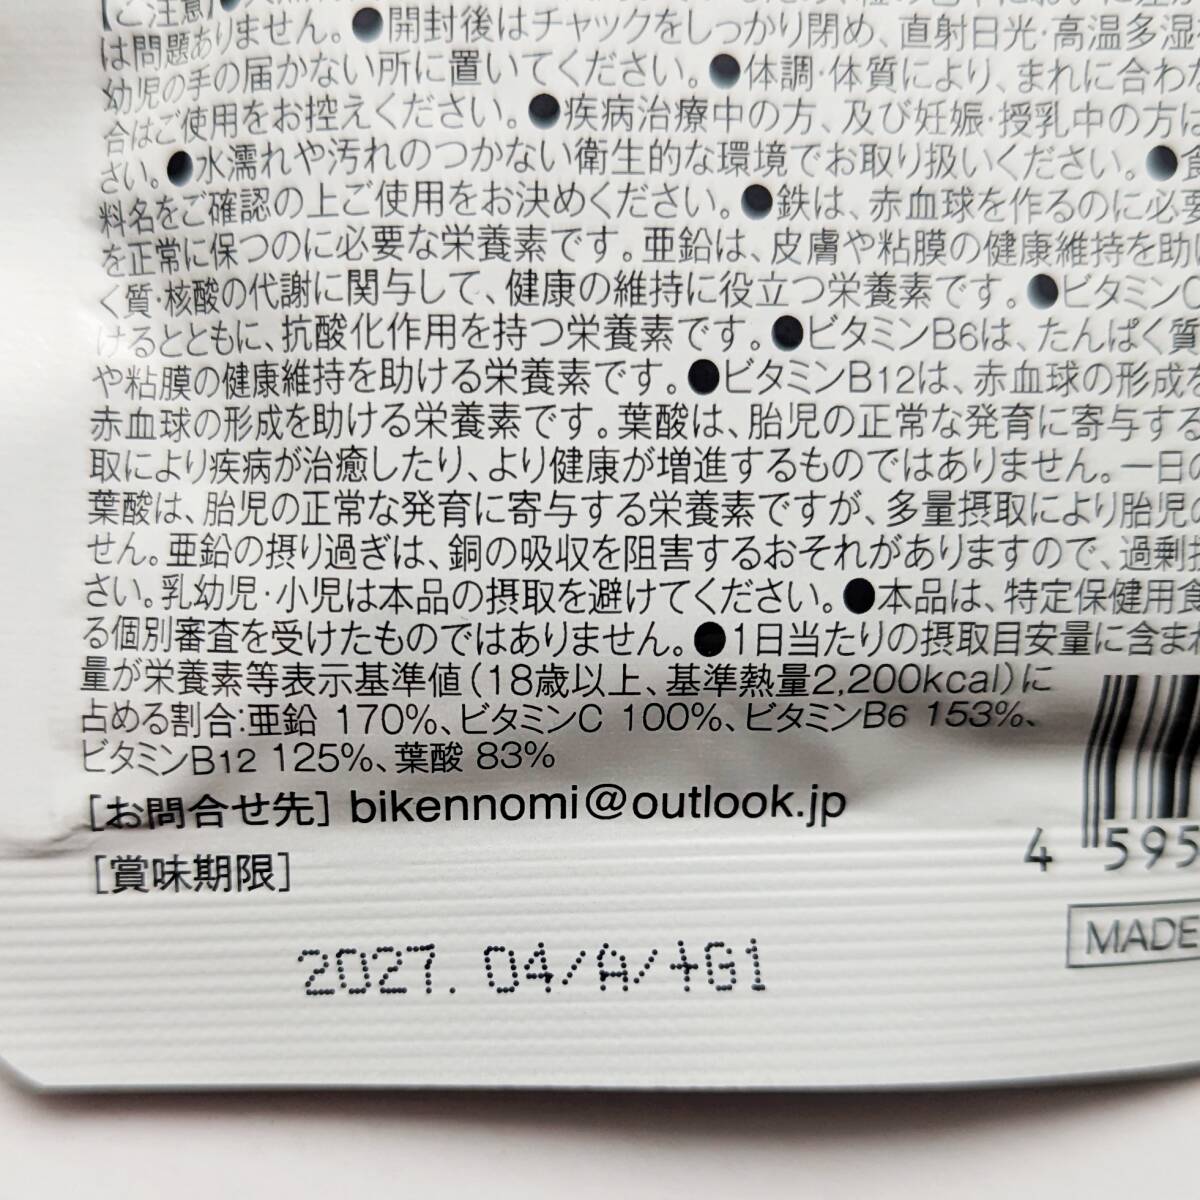 【ご注意】
は問題ありません。●開封後はチャックをしっかり閉め、直射日光・高温多湿
幼児の手の届かない所に置いてください。●体調・体質により、まれに合わな
合はご使用をお控えください。●疾病治療中の方、及び妊娠・授乳中の方は
さい。●水濡れや汚れのつかない衛生的な環境でお取り扱いください。●食
料名をご確認の上ご使用をお決めください。●鉄は、赤血球を作るのに必要
を正常に保つのに必要な栄養素です。亜鉛は、皮膚や粘膜の健康維持を助け
く質・核酸の代謝に関与して、健康の維持に役立つ栄養素です。●ビタミンC
けるとともに、抗酸化作用を持つ栄養素です。●ビタミンB6は、たんぱく質
や粘膜の健康維持を助ける栄養素です。●ビタミンB12は、赤血球の形成を
赤血球の形成を助ける栄養素です。葉酸は、胎児の正常な発育に寄与する
取により疾病が治癒したり、より健康が増進するものではありません。一日の
葉酸は、胎児の正常な発育に寄与する栄養素ですが、多量摂取により胎児の
せん。亜鉛の摂り過ぎは、銅の吸収を阻害するおそれがありますので、過剰摂
さい。乳幼児・小児は本品の摂取を避けてください。●本品は、特定保健用食
る個別審査を受けたものではありません。●1日当たりの摂取目安量に含まれ
量が栄養素等表示基準値(18歳以上、基準熱量2,200kcal)に
占める割合:亜鉛 170%、ビタミンC 100%、ビタミンB6 153%、
ビタミンB12 125%、葉酸 83%
[お問合せ先] bikennomi@outlook.jp
[賞味期限]
4 595
MADE
2027. 04/A/+G1